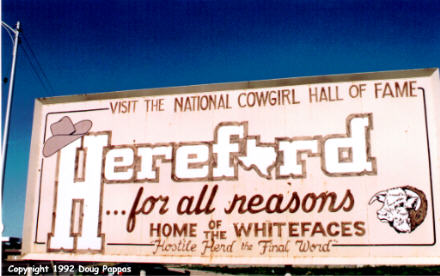 VISIT THE NATIONAL COWGIRL HALL OF FAME
Hereford
...for all reasons
HOME OF THE WHITEFACES
"Hostile Herd the Final Word"
Copyright 1992 Doug Pappas